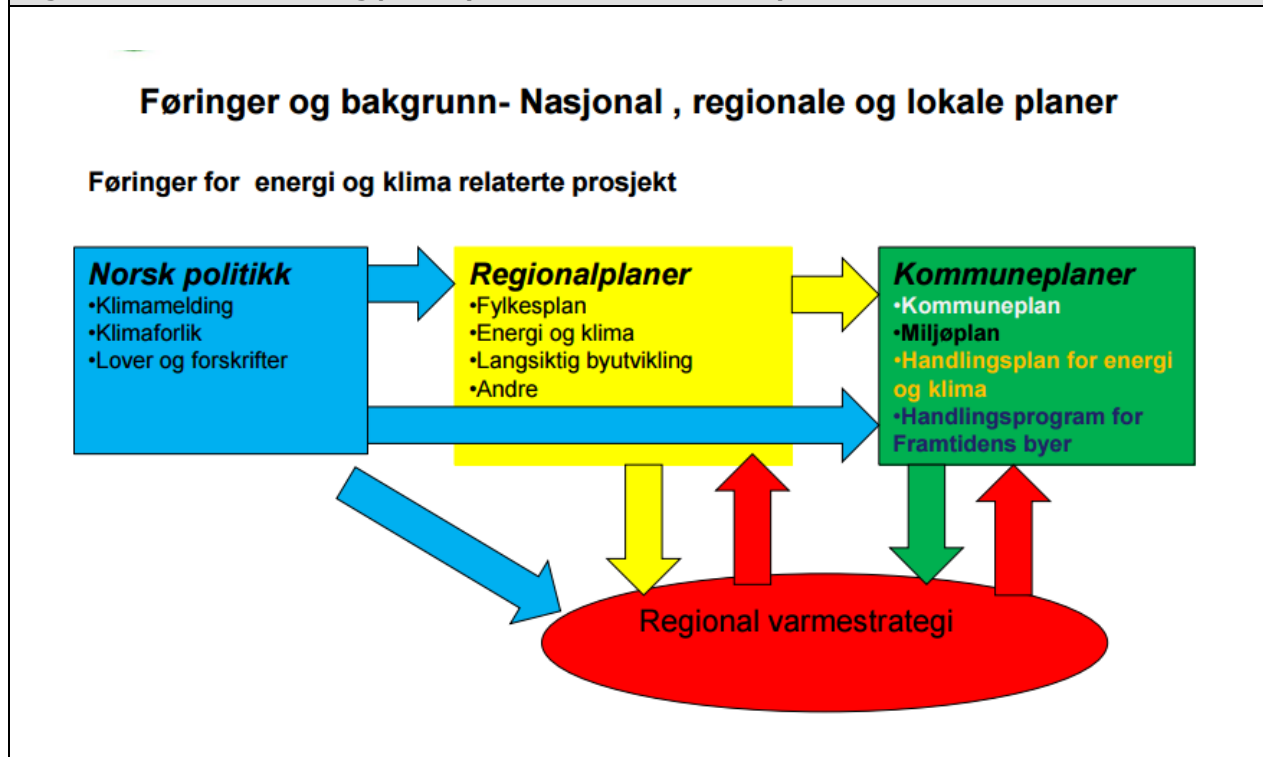 Føringer og bakgrunn- Nasjonal , regionale og lokale planer
Føringer for  energi og klima relaterte prosjekt
Norsk politikk
•Klimamelding
•Klimaforlik
•Lover og forskrifter
Regionalplaner
•Fylkesplan
•Energi og klima
•Langsiktig byutvikling
•Andre
Kommuneplaner
•Kommuneplan
•Miljøplan
•Handlingsplan for energi
og klima
•Handlingsprogram for
Framtidens byer
Regional varmestrategi